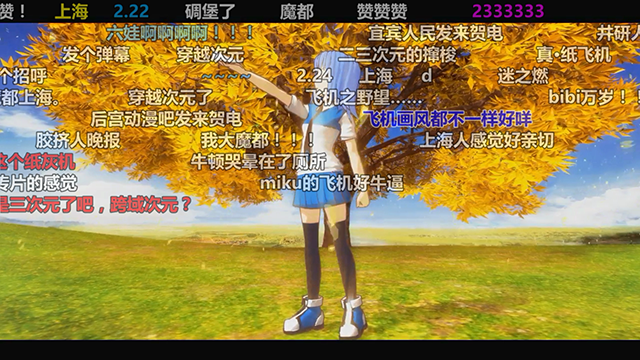 赞！ 上海 2.22 碉堡了 魔都 赞赞赞 2333333
六娃啊啊啊啊！！！！ 宜宾人民发来贺电 井研人
发个弹幕 穿越次元 二三次元的撺梭 真·纸飞机
个招呼 ~~~~ 2.24 上海 d 迷之燃
都上海。 穿越次元了 飞机之野望…… bibi万岁！！
后宫动漫吧发来贺电 飞机画风都不一样好咩
胶挤人晚报 我大魔都！！！ 上海人感觉好亲切
这个纸灰机 牛顿哭晕在了厕所
传片的感觉 miku的飞机好牛逼
是三次元了吧，跨域次元？